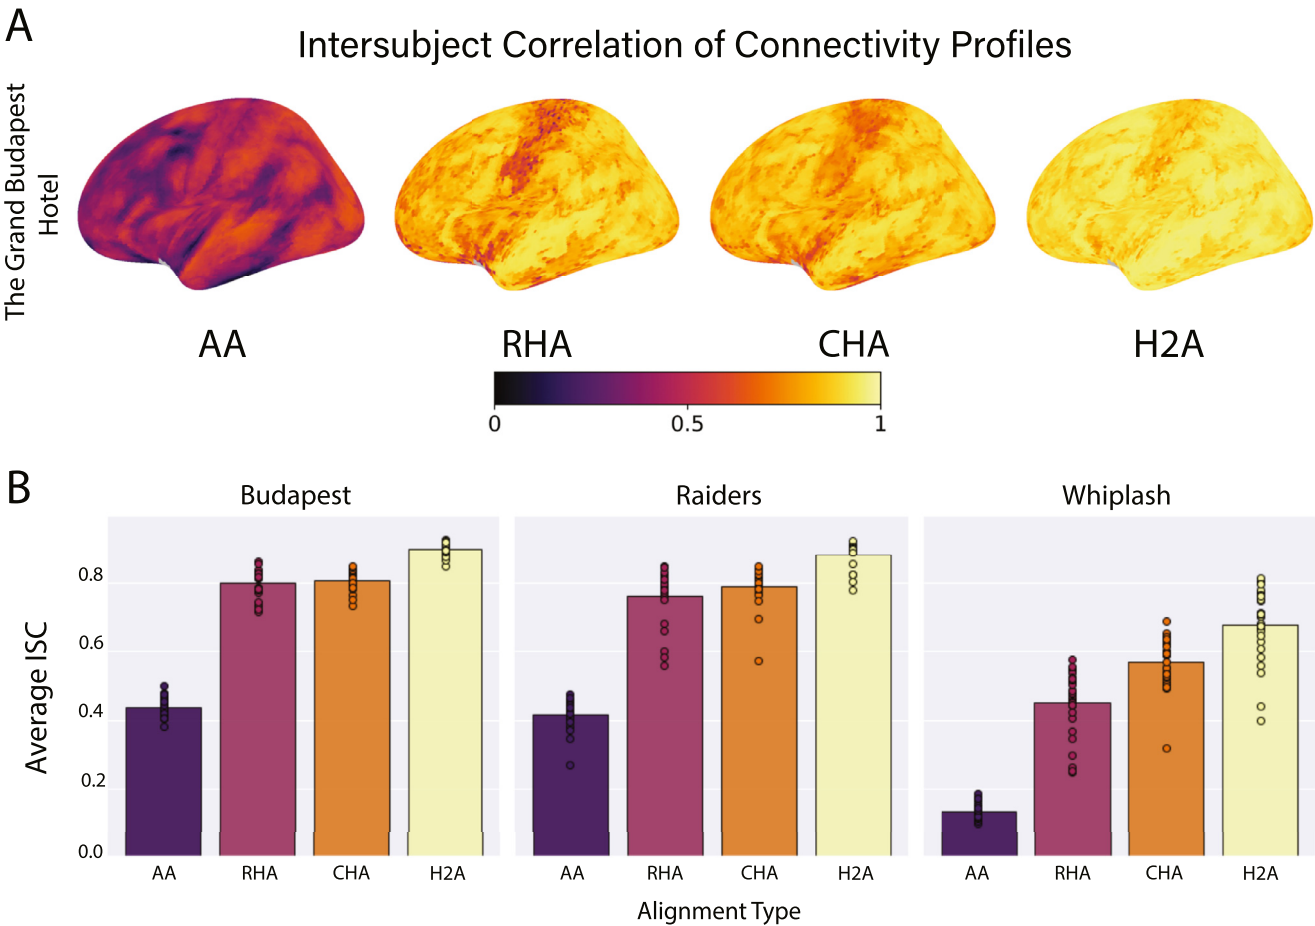 A
Intersubject Correlation of Connectivity Profiles
The Grand Budapest
Hotel
AA RHA CHA H2A
0 0.5 1
B
Budapest Raiders Whiplash
Average ISC
0.8
0.6
0.4
0.2
0.0
AA RHA CHA H2A AA RHA CHA H2A AA RHA CHA H2A
Alignment Type